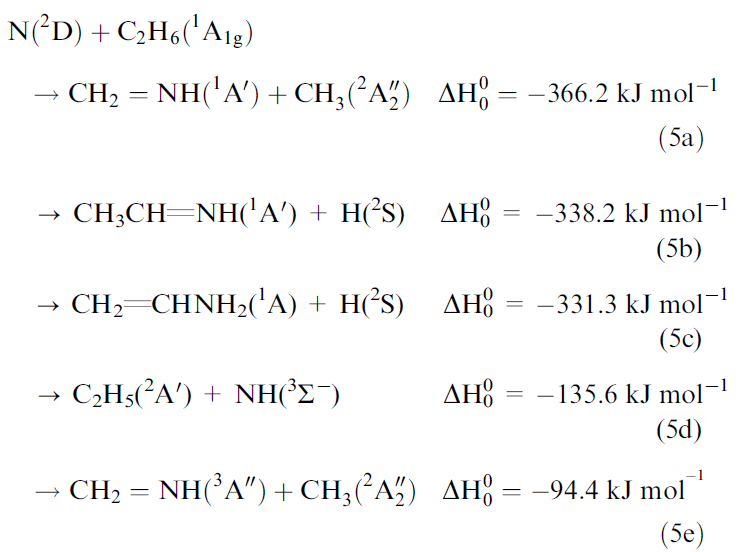 N(²D) + C₂H₆(¹A₁g)
→ CH₂ = NH(¹A′) + CH₃(²A₂″) ΔH₀⁰ = −366.2 kJ mol⁻¹
(5a)
→ CH₃CH=NH(¹A′) + H(²S) ΔH₀⁰ = −338.2 kJ mol⁻¹
(5b)
→ CH₂=CHNH₂(¹A) + H(²S) ΔH₀⁰ = −331.3 kJ mol⁻¹
(5c)
→ C₂H₅(²A′) + NH(³Σ⁻) ΔH₀⁰ = −135.6 kJ mol⁻¹
(5d)
→ CH₂ = NH(³A″) + CH₃(²A₂″) ΔH₀⁰ = −94.4 kJ mol⁻¹
(5e)